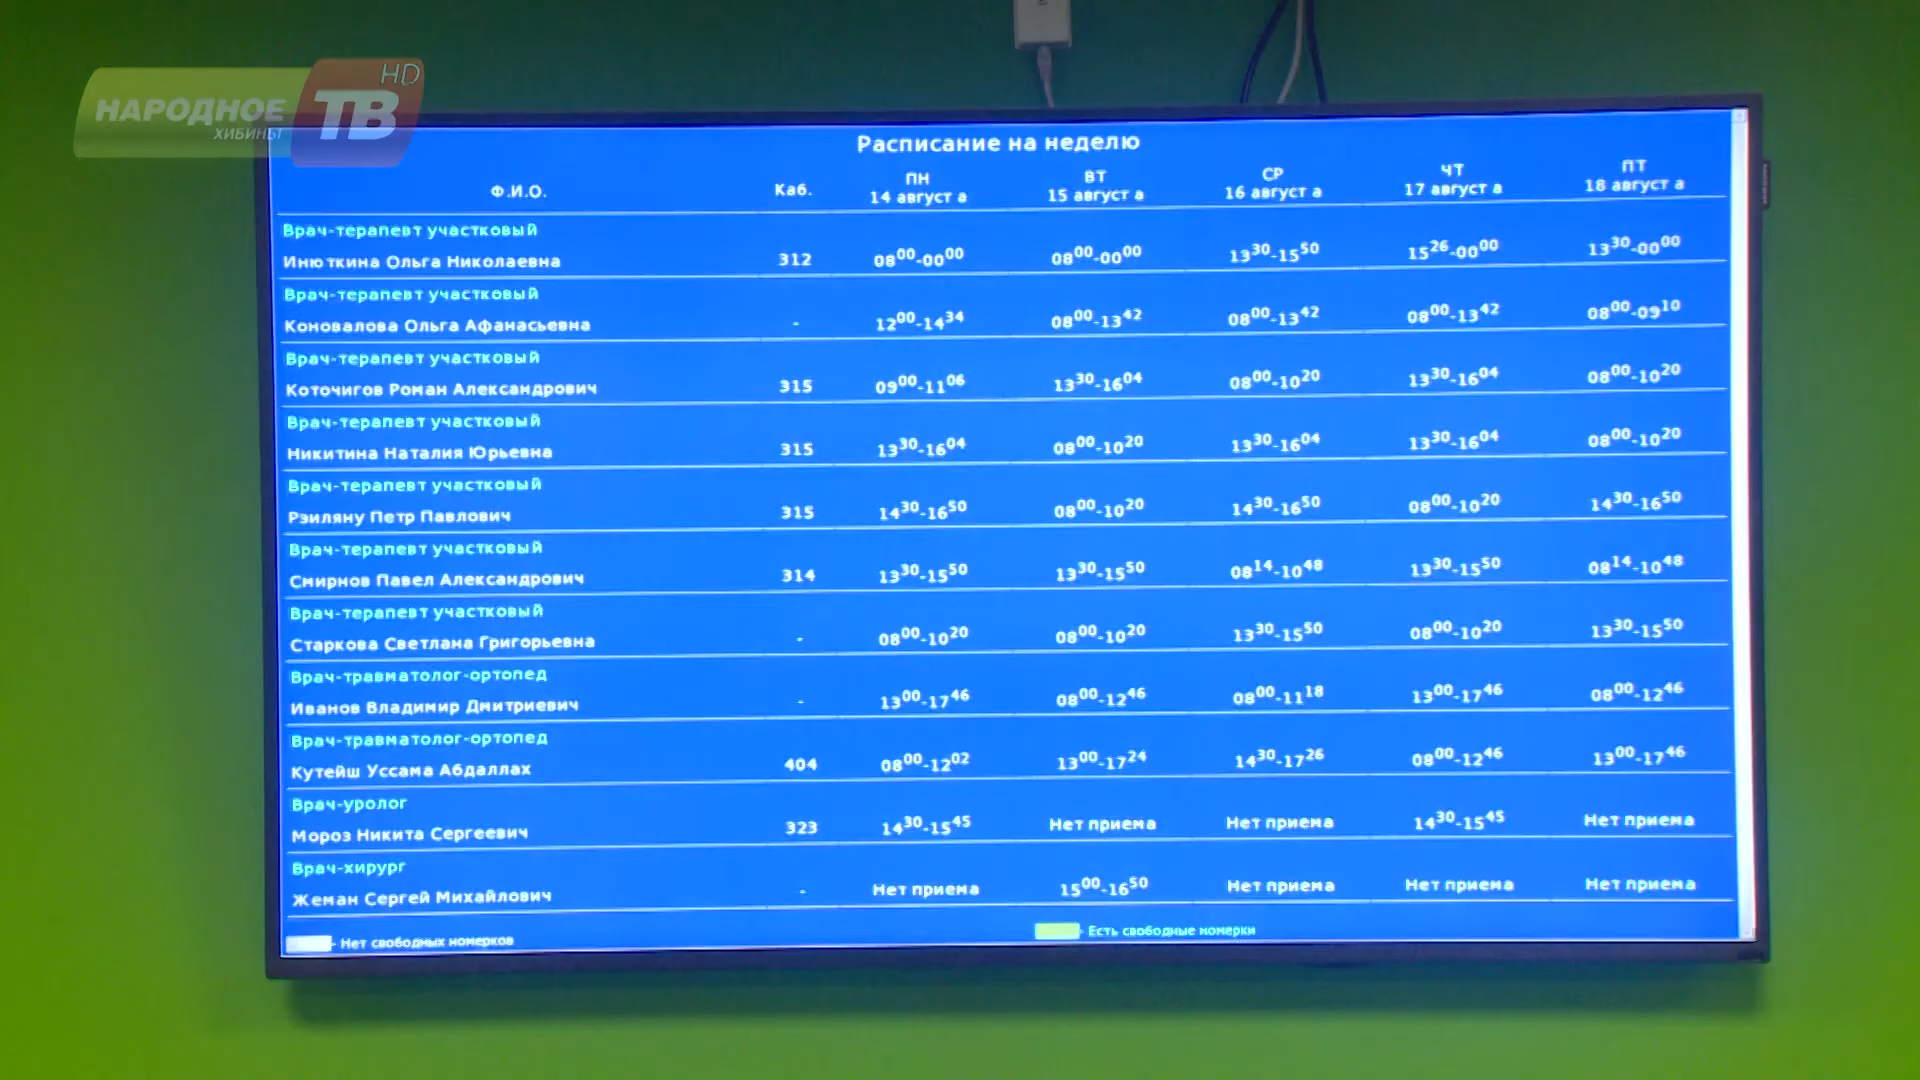 НАРОДНОЕ ТВ HD
ХИБИНЫ
Расписание на неделю
Ф.И.О. Каб. ПН ВТ СР ЧТ ПТ
14 август а 15 август а 16 август а 17 август а 18 август а
Врач-терапевт участковый
Инюткина Ольга Николаевна 312 08⁰⁰-00⁰⁰ 08⁰⁰-00⁰⁰ 13³⁰-15⁵⁰ 15²⁶-00⁰⁰ 13³⁰-00⁰⁰
Врач-терапевт участковый
Коновалова Ольга Афанасьевна - 12⁰⁰-14³⁴ 08⁰⁰-13⁴² 08⁰⁰-13⁴² 08⁰⁰-13⁴² 08⁰⁰-09¹⁰
Врач-терапевт участковый
Коточигов Роман Александрович 315 09⁰⁰-11⁰⁶ 13³⁰-16⁰⁴ 08⁰⁰-10²⁰ 13³⁰-16⁰⁴ 08⁰⁰-10²⁰
Врач-терапевт участковый
Никитина Наталия Юрьевна 315 13³⁰-16⁰⁴ 08⁰⁰-10²⁰ 13³⁰-16⁰⁴ 13³⁰-16⁰⁴ 08⁰⁰-10²⁰
Врач-терапевт участковый
Рэиляну Петр Павлович 315 14³⁰-16⁵⁰ 08⁰⁰-10²⁰ 14³⁰-16⁵⁰ 08⁰⁰-10²⁰ 14³⁰-16⁵⁰
Врач-терапевт участковый
Смирнов Павел Александрович 314 13³⁰-15⁵⁰ 13³⁰-15⁵⁰ 08¹⁴-10⁴⁸ 13³⁰-15⁵⁰ 08¹⁴-10⁴⁸
Врач-терапевт участковый
Старкова Светлана Григорьевна - 08⁰⁰-10²⁰ 08⁰⁰-10²⁰ 13³⁰-15⁵⁰ 08⁰⁰-10²⁰ 13³⁰-15⁵⁰
Врач-травматолог-ортопед
Иванов Владимир Дмитриевич - 13⁰⁰-17⁴⁶ 08⁰⁰-12⁴⁶ 08⁰⁰-11¹⁸ 13⁰⁰-17⁴⁶ 08⁰⁰-12⁴⁶
Врач-травматолог-ортопед
Кутейш Уссама Абдаллах 404 08⁰⁰-12⁰² 13⁰⁰-17²⁴ 14³⁰-17²⁶ 08⁰⁰-12⁴⁶ 13⁰⁰-17⁴⁶
Врач-уролог
Мороз Никита Сергеевич 323 14³⁰-15⁴⁵ Нет приема Нет приема 14³⁰-15⁴⁵ Нет приема
Врач-хирург
Жеман Сергей Михайлович - Нет приема 15⁰⁰-16⁵⁰ Нет приема Нет приема Нет приема
- Нет свободных номерков - Есть свободные номерки